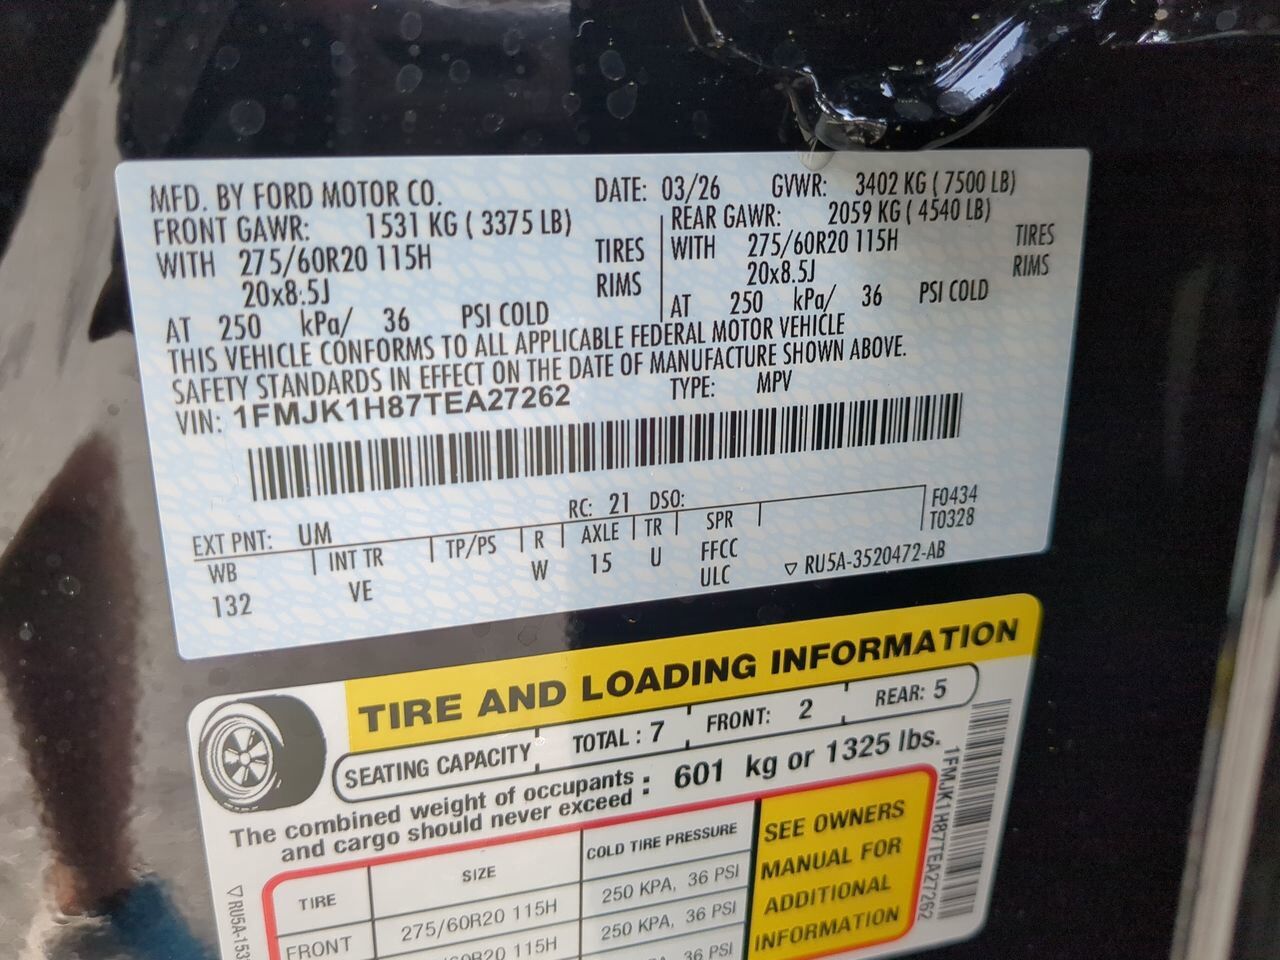 MFD. BY FORD MOTOR CO. DATE: 03/26 GVWR: 3402 KG ( 7500 LB)
FRONT GAWR: 1531 KG ( 3375 LB) REAR GAWR: 2059 KG ( 4540 LB)
WITH 275/60R20 115H TIRES WITH 275/60R20 115H TIRES
20x8.5J RIMS 20x8.5J RIMS
AT 250 kPa/ 36 PSI COLD AT 250 kPa/ 36 PSI COLD
THIS VEHICLE CONFORMS TO ALL APPLICABLE FEDERAL MOTOR VEHICLE
SAFETY STANDARDS IN EFFECT ON THE DATE OF MANUFACTURE SHOWN ABOVE.
VIN: 1FMJK1H87TEA27262 TYPE: MPV
EXT PNT: UM RC: 21 DSO: F0434
WB INT TR TP/PS R AXLE TR SPR T0328
132 VE W 15 U FFCC
ULC ▽ RU5A-3520472-AB
TIRE AND LOADING INFORMATION
SEATING CAPACITY TOTAL : 7 FRONT: 2 REAR: 5
The combined weight of occupants and cargo should never exceed : 601 kg or 1325 lbs.
TIRE SIZE COLD TIRE PRESSURE
FRONT 275/60R20 115H 250 KPA, 36 PSI
115H 250 KPA, 36 PSI
36 PSI
SEE OWNERS
MANUAL FOR
ADDITIONAL
INFORMATION
1FMJK1H87TEA27262